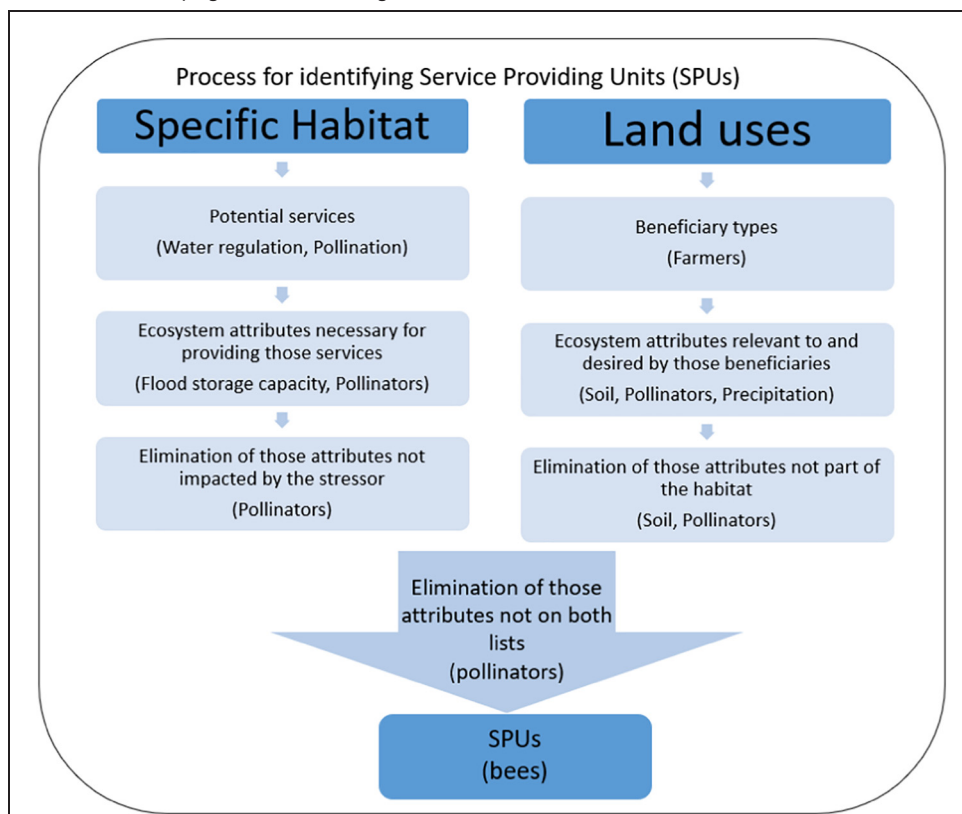 Process for identifying Service Providing Units (SPUs)
Specific Habitat
Potential services
(Water regulation, Pollination)
Ecosystem attributes necessary for
providing those services
(Flood storage capacity, Pollinators)
Elimination of those attributes not
impacted by the stressor
(Pollinators)
Land uses
Beneficiary types
(Farmers)
Ecosystem attributes relevant to and
desired by those beneficiaries
(Soil, Pollinators, Precipitation)
Elimination of those attributes not part of
the habitat
(Soil, Pollinators)
Elimination of those
attributes not on both
lists
(pollinators)
SPUs
(bees)